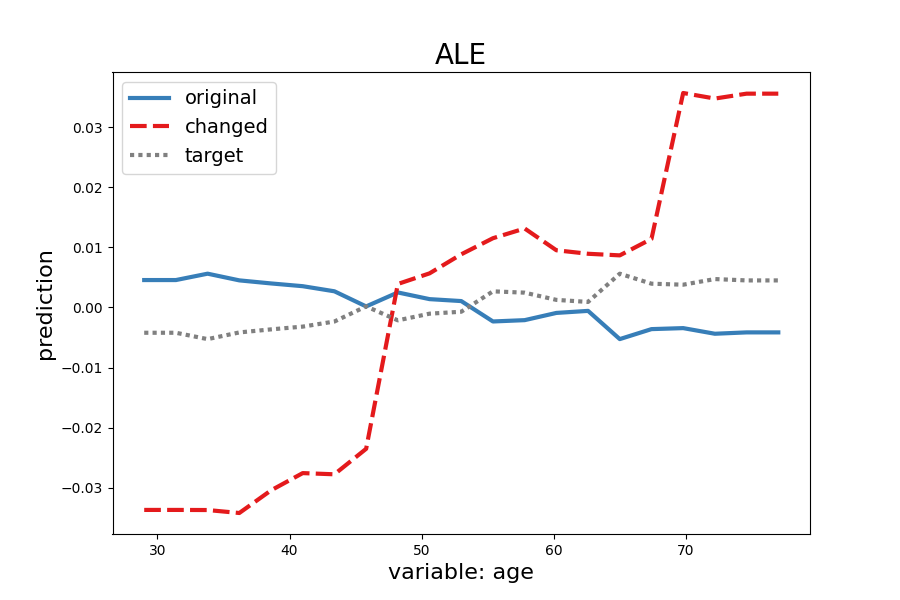 ALE
original
changed
target
0.03
0.02
0.01
0.00
−0.01
−0.02
−0.03
prediction
30 40 50 60 70
variable: age